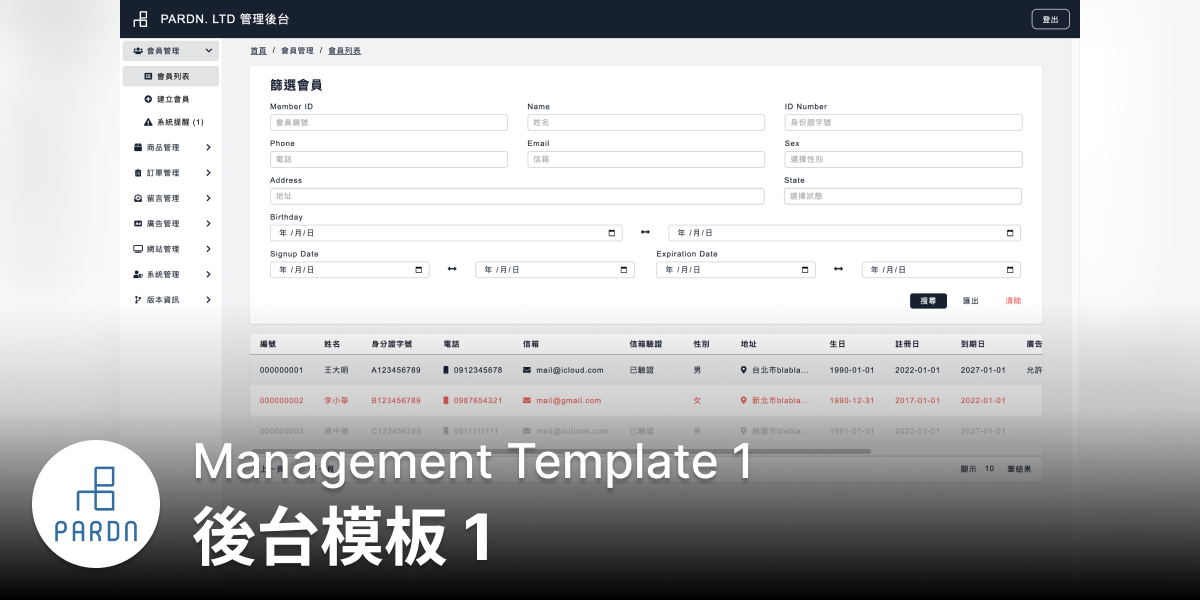 PARDN. LTD 管理後台
登出
會員管理
會員列表
建立會員
系統提醒 (1)
商品管理
訂單管理
留言管理
廣告管理
網站管理
系統管理
版本資訊
首頁 / 會員管理 / 會員列表
篩選會員
Member ID Name ID Number
會員編號 姓名 身份證字號
Phone Email Sex
電話 信箱 選擇性別
Address State
地址 選擇狀態
Birthday
年 /月/日 年 /月/日
Signup Date Expiration Date
年 /月/日 年 /月/日 年 /月/日 年 /月/日
搜尋 匯出 清除
編號 姓名 身分證字號 電話 信箱 信箱驗證 性別 地址 生日 註冊日 到期日 廣告
000000001 王大明 A123456789 0912345678 mail@icloud.com 已驗證 男 台北市blabla... 1990-01-01 2022-01-01 2027-01-01 允許
000000002 李小華 B123456789 0987654321 mail@gmail.com 女 新北市blabla... 1990-12-31 2017-01-01 2022-01-01
000000003 陳中信 C123456789 0911111111 mail@outlook.com 已驗證 男 桃園市blabla... 1991-01-01 2022-01-01 2027-01-01
顯示 10 筆結果
Management Template 1
後台模板 1
PARDN